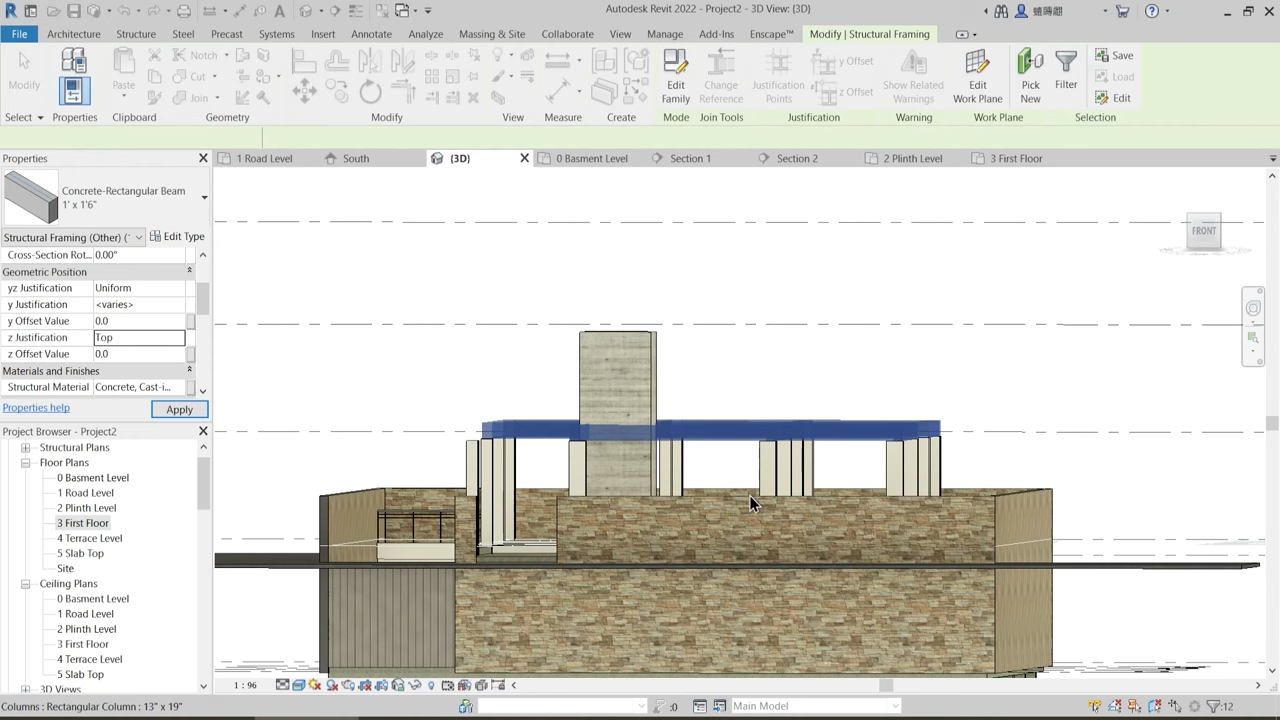 Autodesk Revit 2022 - Project2 - 3D View: {3D}
File Architecture Structure Steel Precast Systems Insert Annotate Analyze Massing & Site Collaborate View Manage Add-Ins Enscape™ Modify | Structural Framing
Modify
Paste
Notch
Cut
Join
Edit Family
Change Reference
Justification Points
y Offset
z Offset
Show Related Warnings
Edit Work Plane
Pick New
Filter
Save
Load
Edit
Select Properties Clipboard Geometry Modify View Measure Create Mode Join Tools Justification Warning Work Plane Selection
Properties
1 Road Level South {3D} 0 Basment Level Section 1 Section 2 2 Plinth Level 3 First Floor
Concrete-Rectangular Beam
1' x 1'6"
Structural Framing (Other) ( Edit Type
Cross-Section Rot... 0.00°
Geometric Position
yz Justification Uniform
y Justification <varies>
y Offset Value 0.0
z Justification Top
z Offset Value 0.0
Materials and Finishes
Structural Material Concrete, Cast-i...
Properties help Apply
Project Browser - Project2
Structural Plans
Floor Plans
0 Basment Level
1 Road Level
2 Plinth Level
3 First Floor
4 Terrace Level
5 Slab Top
Site
Ceiling Plans
0 Basment Level
1 Road Level
2 Plinth Level
3 First Floor
4 Terrace Level
5 Slab Top
3D Views
FRONT
1 : 96
Columns : Rectangular Column : 13" x 19" :0 Main Model :12